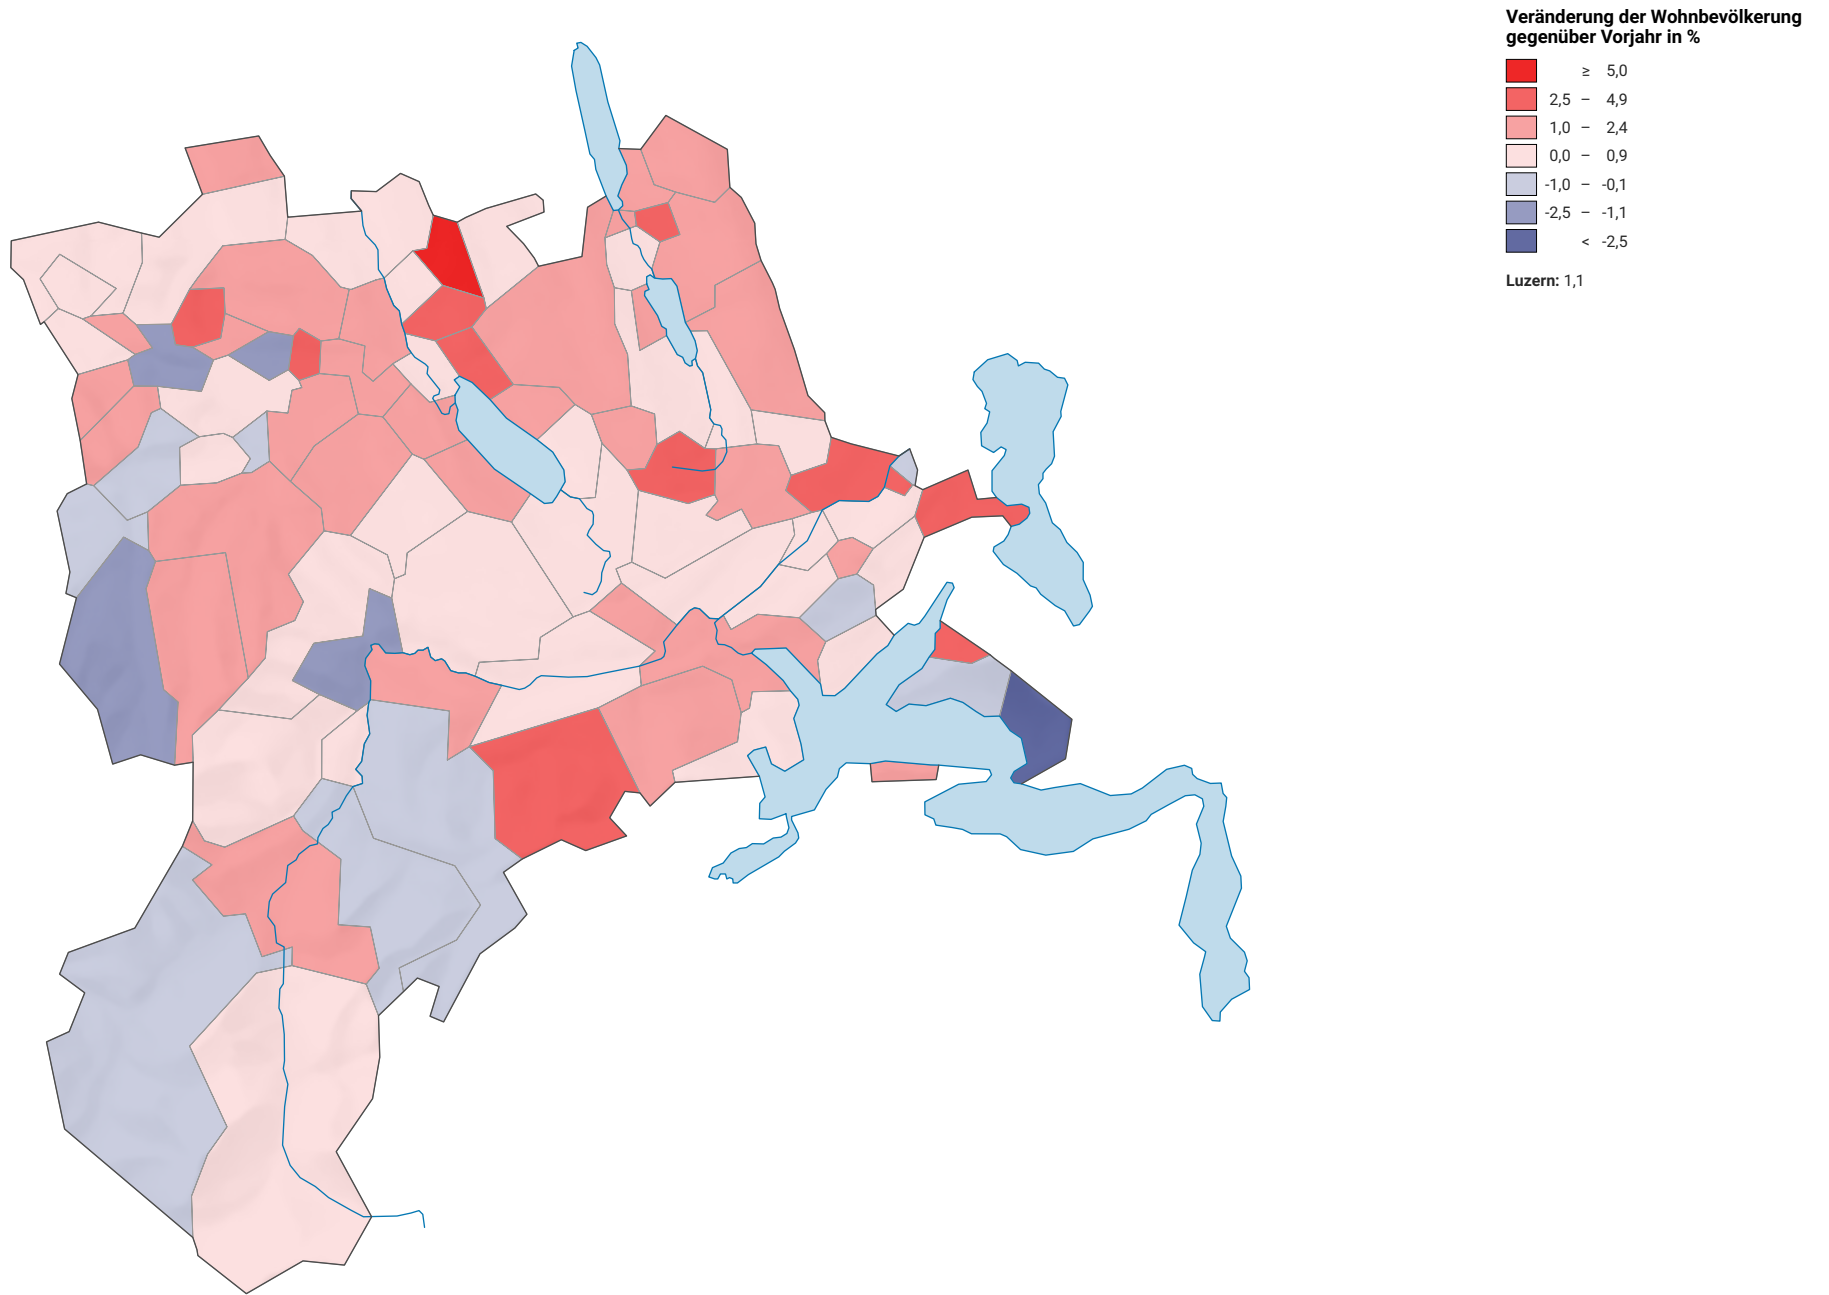 Veränderung der Wohnbevölkerung
gegenüber Vorjahr in %
≥ 5,0
2,5 – 4,9
1,0 – 2,4
0,0 – 0,9
-1,0 – -0,1
-2,5 – -1,1
< -2,5
Luzern: 1,1